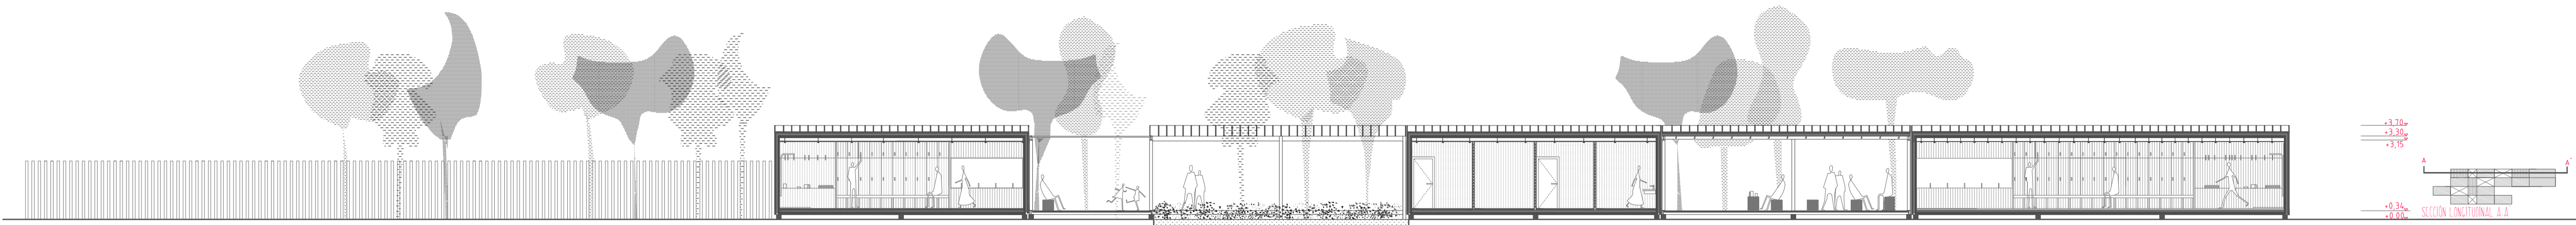 +3,70
+3,30
+3,15
A A'
+0,34
+0,00
SECCIÓN LONGITUDINAL A-A